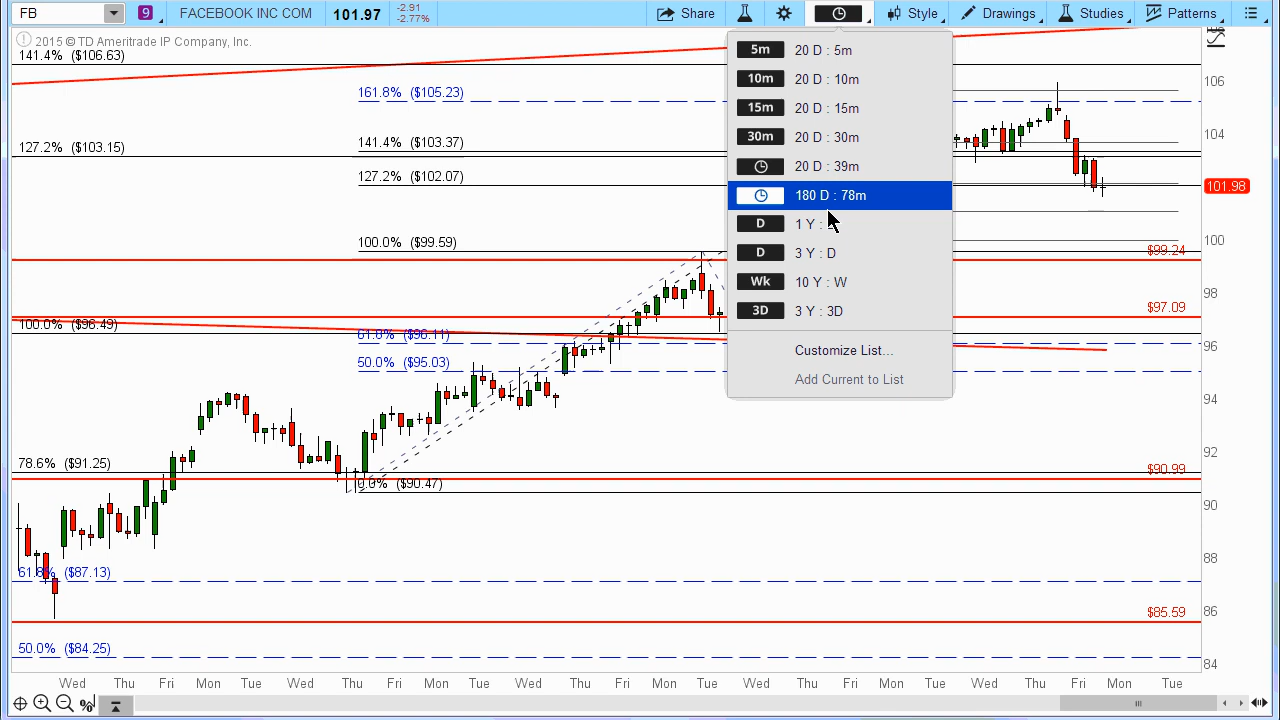 FB 9 FACEBOOK INC COM 101.97 -2.91 -2.77% Share Style Drawings Studies Patterns
2015 © TD Ameritrade IP Company, Inc.
141.4% ($106.63)
161.8% ($105.23)
141.4% ($103.37)
127.2% ($103.15)
127.2% ($102.07)
100.0% ($99.59)
100.0% ($96.49)
61.0% ($96.11)
50.0% ($95.03)
78.6% ($91.25)
0.0% ($90.47)
61.8% ($87.13)
50.0% ($84.25)
5m 20 D : 5m
10m 20 D : 10m
15m 20 D : 15m
30m 20 D : 30m
20 D : 39m
180 D : 78m
D 1 Y :
D 3 Y : D
Wk 10 Y : W
3D 3 Y : 3D
Customize List...
Add Current to List
$99.24
$97.09
$90.99
$85.59
106
104
101.98
100
98
96
94
92
90
88
86
84
Wed Thu Fri Mon Tue Wed Thu Mon Tue Wed Thu Fri Mon Tue Wed Thu Fri Mon Tue Wed Thu Fri Mon Tue
%